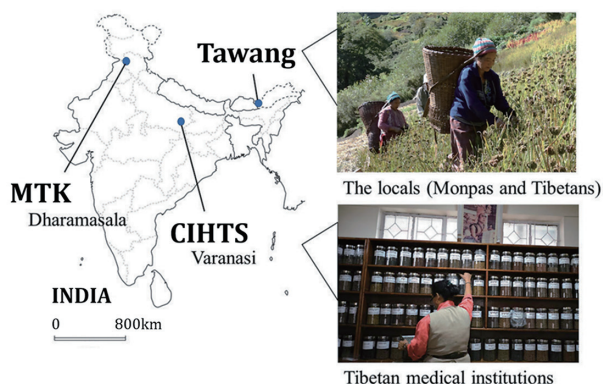 Tawang
MTK
Dharamasala
CIHTS
Varanasi
INDIA
0 800km
The locals (Monpas and Tibetans)
Tibetan medical institutions